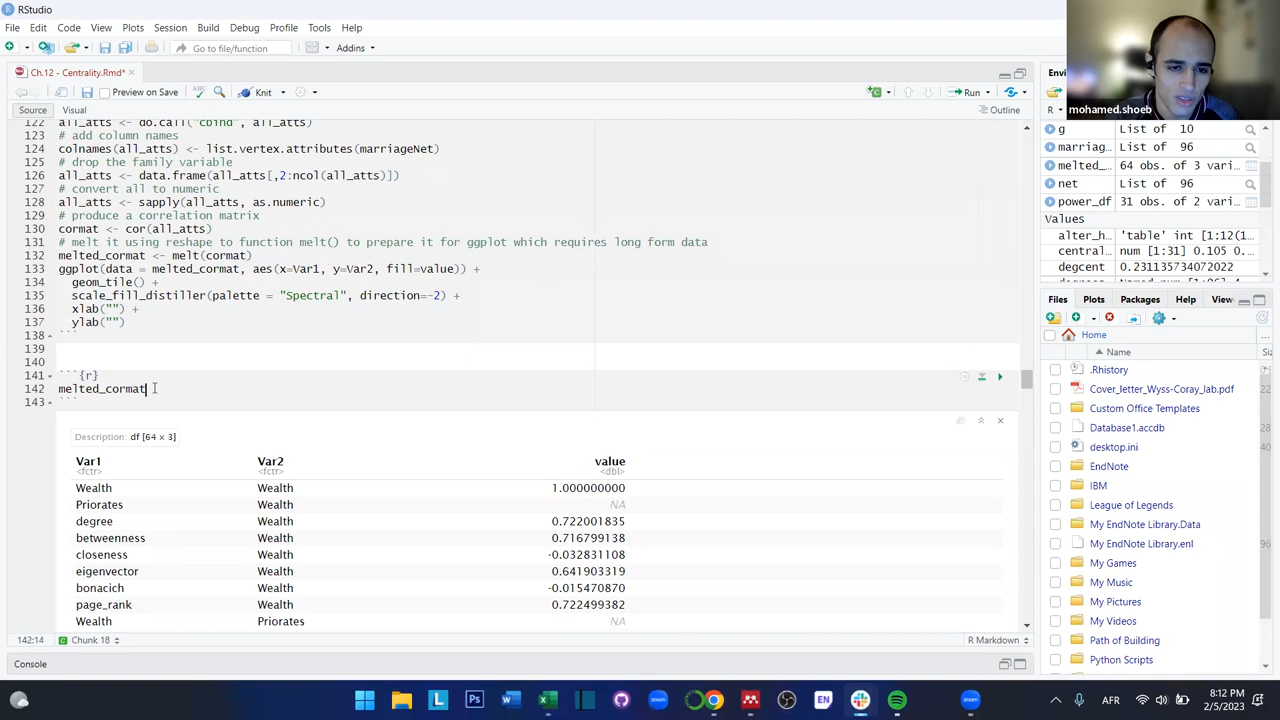 RStudio
File Edit Code View Plots Session Build Debug Profile Tools Help
Go to file/function
Addins
Ch.12 - Centrality.Rmd*
Preview on Save
Knit
Run
Source Visual
Outline
122 all_atts <- do.call("cbind", all_atts)
123 # add column names
124 colnames(all_atts) <- list.vertex.attributes(marriageNet)
125 # drop the family variable
126 all_atts <- data.frame(all_atts[,2:ncol(all_atts)])
127 # convert all to numeric
128 all_atts <- sapply(all_atts, as.numeric)
129 # produce a correlation matrix
130 cormat <- cor(all_atts)
131 # melt it using reshape to function melt() to prepare it for ggplot which requires long form data
132 melted_cormat <- melt(cormat)
133 ggplot(data = melted_cormat, aes(x=Var1, y=Var2, fill=value)) +
134 geom_tile() +
135 scale_fill_distiller(palette = "Spectral", direction=-2) +
136 xlab("") +
137 ylab("")
138 ```
139
140
141 ```{r}
142 melted_cormat
143 ```
Description: df [64 × 3]
Var1 Var2 value
<fctr> <fctr> <dbl>
Wealth Wealth 1.000000000
Priorates Wealth NA
degree Wealth 0.722001835
betweenness Wealth 0.716799138
closeness Wealth -0.032831108
eigenvector Wealth 0.641903319
bonacich Wealth -0.015470870
page_rank Wealth 0.722499382
Wealth Priorates NA
142:14 Chunk 18 R Markdown
Console
mohamed.shoeb
R
g List of 10
marriag… List of 96
melted_… 64 obs. of 3 vari…
net List of 96
power_df 31 obs. of 2 vari…
Values
alter_h… 'table' int [1:12(1…
central… num [1:31] 0.105 0.…
degcent 0.231135734072022
Files Plots Packages Help View
Home
Name
.Rhistory
Cover_letter_Wyss-Coray_lab.pdf 22
Custom Office Templates
Database1.accdb 28
desktop.ini 40
EndNote
IBM
League of Legends
My EndNote Library.Data
My EndNote Library.enl 96
My Games
My Music
My Pictures
My Videos
Path of Building
Python Scripts
AFR
8:12 PM
2/5/2023